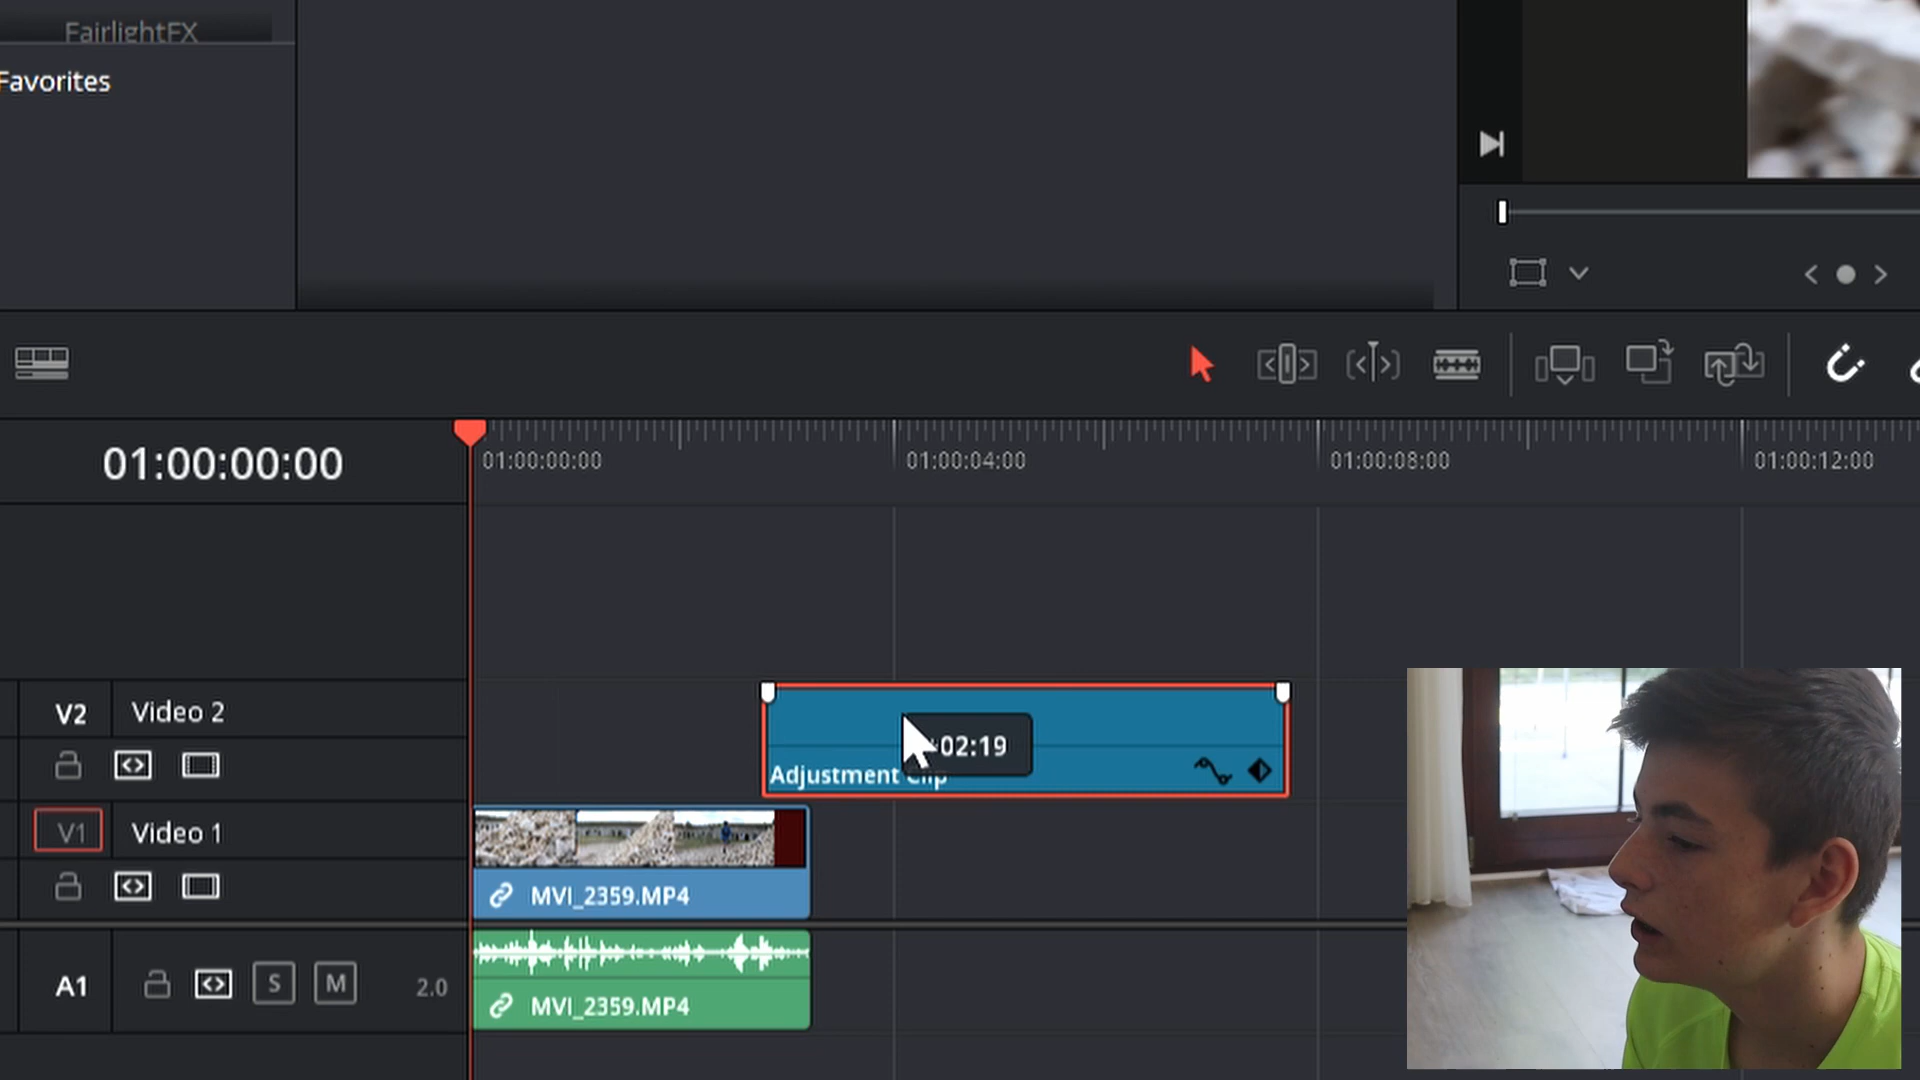 FairlightFX
Favorites
01:00:00:00
01:00:00:00
01:00:04:00
01:00:08:00
01:00:12:00
V2
Video 2
02:19
Adjustment Clip
V1
Video 1
MVI_2359.MP4
A1
S
M
2.0
MVI_2359.MP4